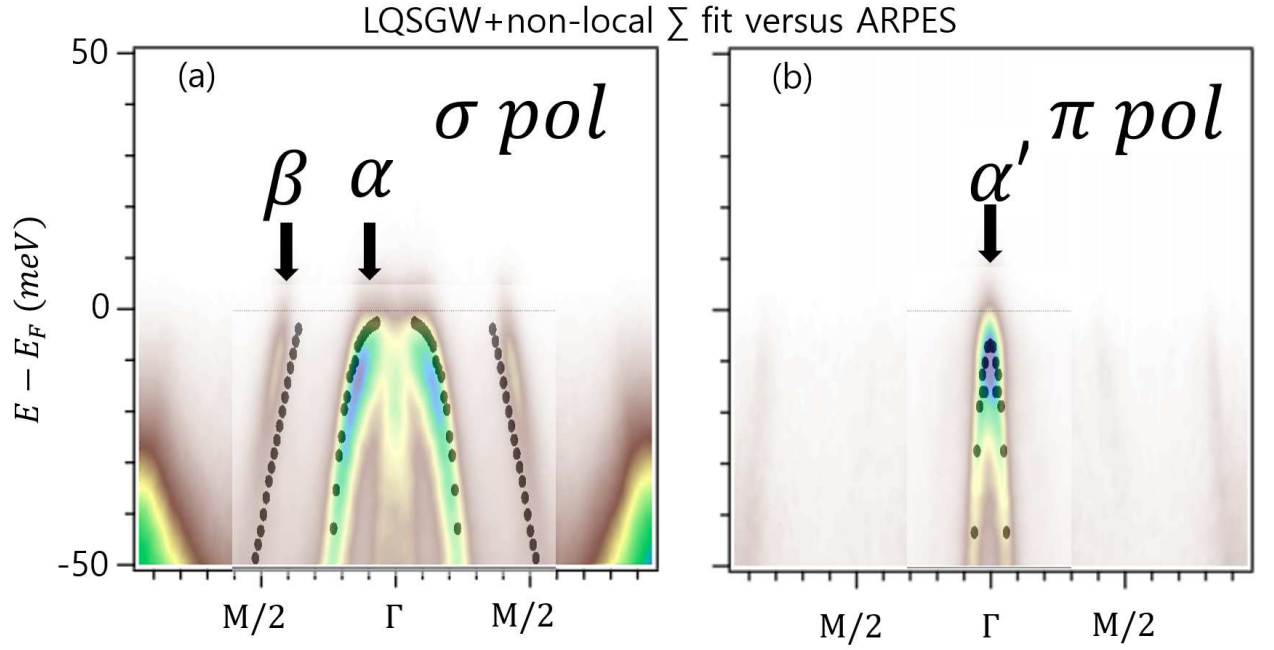 LQSGW+non-local ∑ fit versus ARPES
50
0
-50
E − E_F (meV)
(a)
σ pol
β
α
M/2
Γ
M/2
(b)
π pol
α′
M/2
Γ
M/2